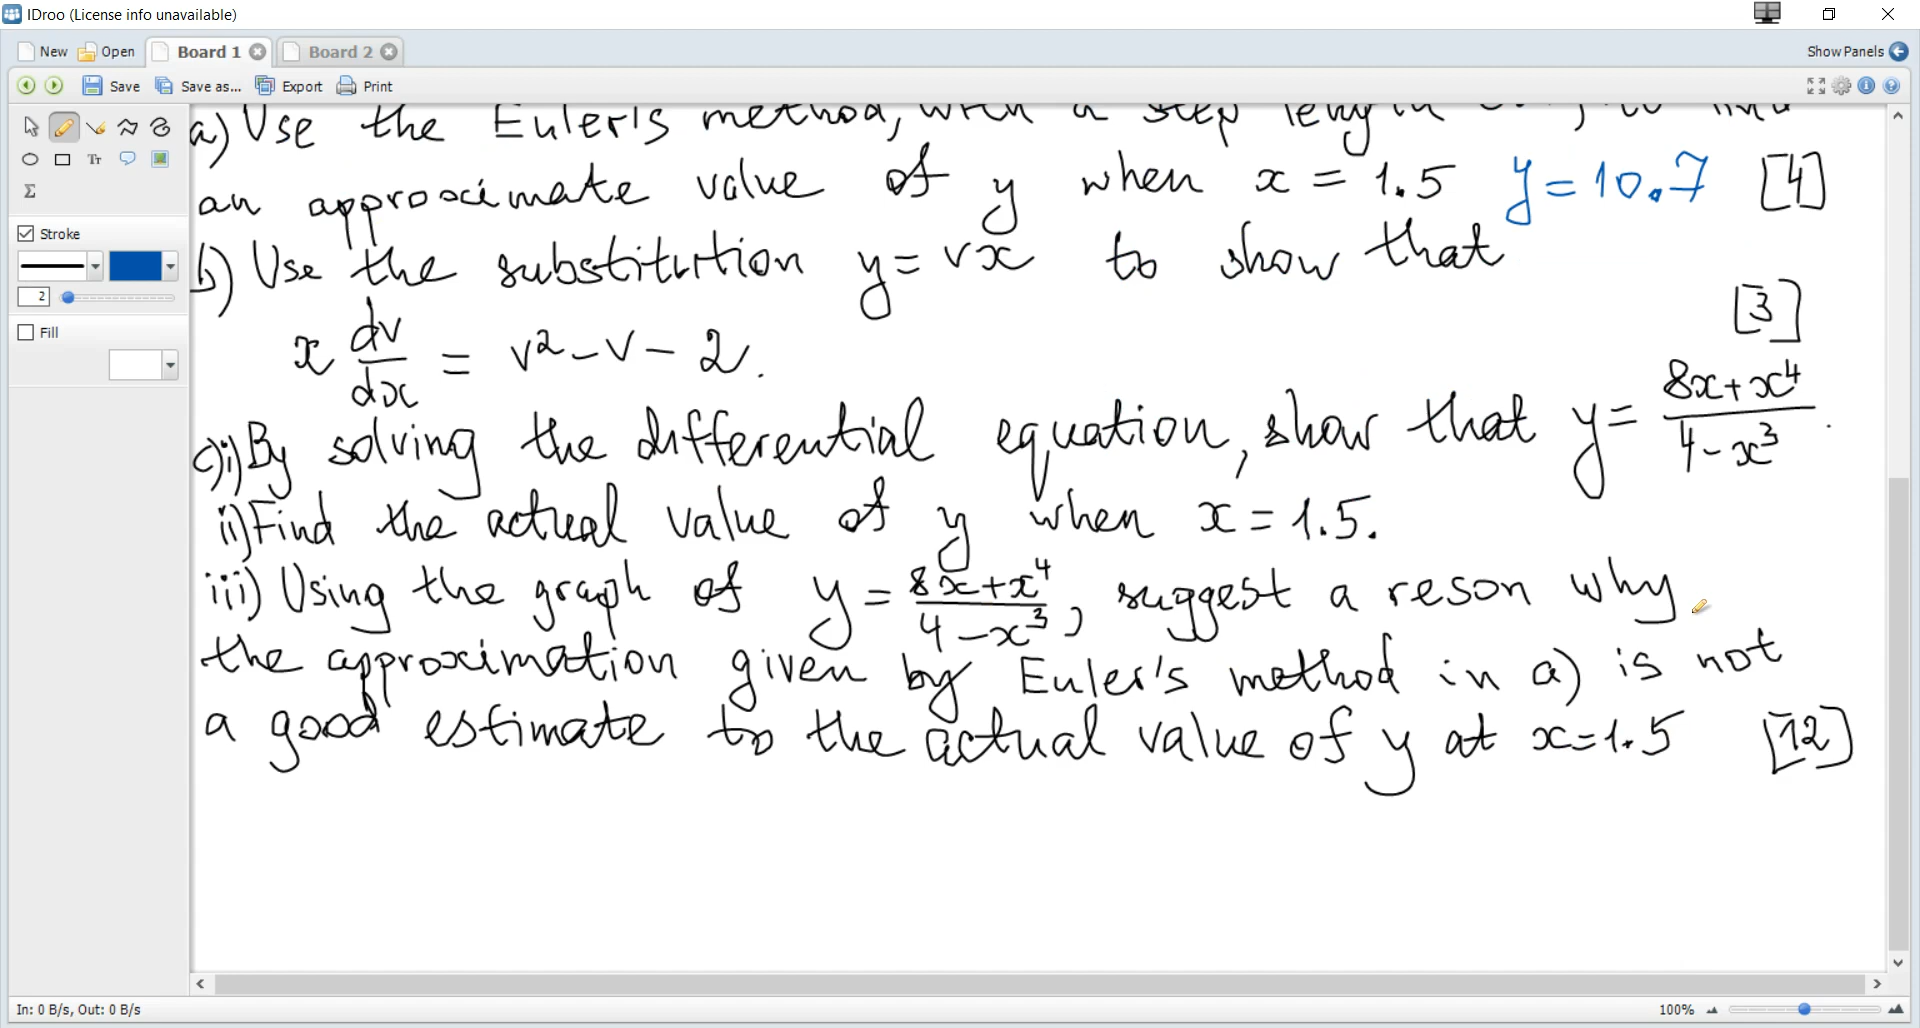 IDroo (License info unavailable)
New Open Board 1 Board 2 Show Panels
Save Save as... Export Print
a) Use the Euler's method, with a step length
an approximate value of y when x = 1.5 y = 10.7 [4]
b) Use the substitution y = vx to show that
[3]
x dv/dx = v² - v - 2.
c) i) By solving the differential equation, show that y = (8x+x⁴)/(4-x³).
ii) Find the actual value of y when x = 1.5.
iii) Using the graph of y = (8x+x⁴)/(4-x³), suggest a reson why
the approximation given by Euler's method in a) is not
a good estimate to the actual value of y at x=1.5 [12]
Tr
Σ
Stroke
2
Fill
In: 0 B/s, Out: 0 B/s 100%